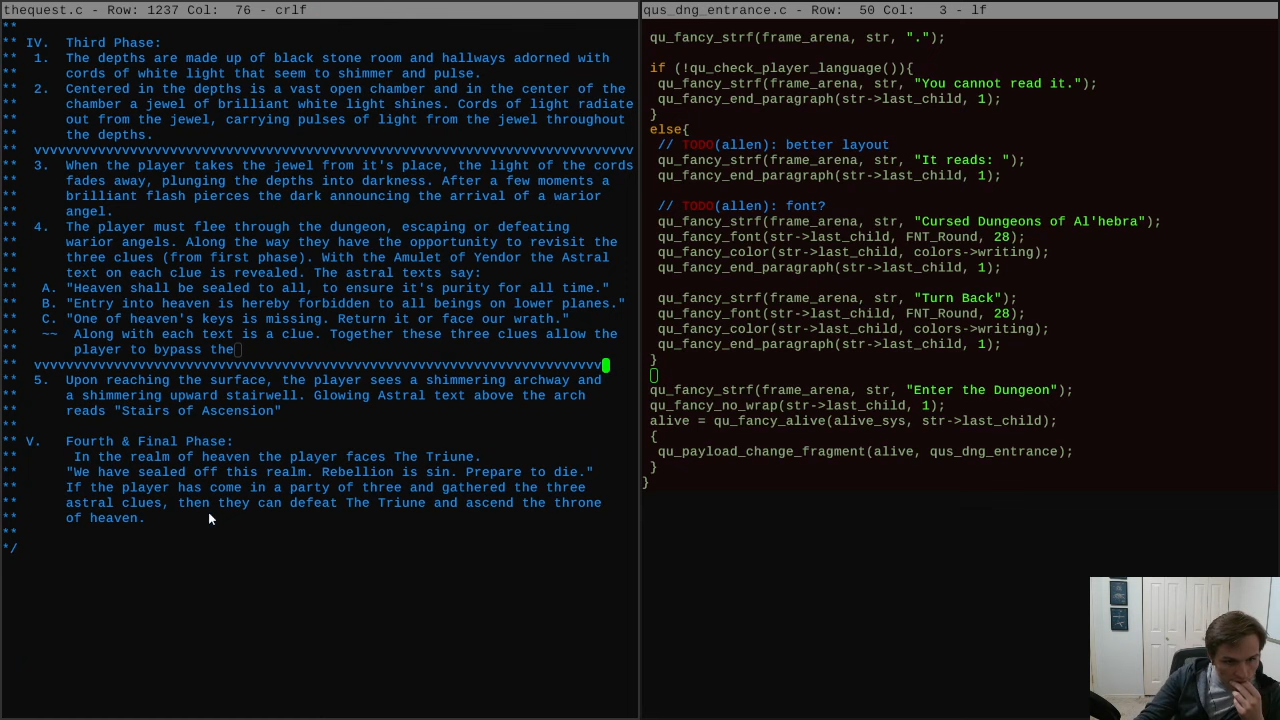 thequest.c - Row: 1237 Col:  76 - crlf
**
** IV.  Third Phase:
**  1.  The depths are made up of black stone room and hallways adorned with
**      cords of white light that seem to shimmer and pulse.
**  2.  Centered in the depths is a vast open chamber and in the center of the
**      chamber a jewel of brilliant white light shines. Cords of light radiate
**      out from the jewel, carrying pulses of light from the jewel throughout
**      the depths.
**  vvvvvvvvvvvvvvvvvvvvvvvvvvvvvvvvvvvvvvvvvvvvvvvvvvvvvvvvvvvvvvvvvvvvvvvvvvv
**  3.  When the player takes the jewel from it's place, the light of the cords
**      fades away, plunging the depths into darkness. After a few moments a
**      brilliant flash pierces the dark announcing the arrival of a warior
**      angel.
**  4.  The player must flee through the dungeon, escaping or defeating
**      warior angels. Along the way they have the opportunity to revisit the
**      three clues (from first phase). With the Amulet of Yendor the Astral
**      text on each clue is revealed. The astral texts say:
**   A. "Heaven shall be sealed to all, to ensure it's purity for all time."
**   B. "Entry into heaven is hereby forbidden to all beings on lower planes."
**   C. "One of heaven's keys is missing. Return it or face our wrath."
**   ~~  Along with each text is a clue. Together these three clues allow the
**       player to bypass the
**  vvvvvvvvvvvvvvvvvvvvvvvvvvvvvvvvvvvvvvvvvvvvvvvvvvvvvvvvvvvvvvvvvvvvvvv
**  5.  Upon reaching the surface, the player sees a shimmering archway and
**      a shimmering upward stairwell. Glowing Astral text above the arch
**      reads "Stairs of Ascension"
**
** V.   Fourth & Final Phase:
**       In the realm of heaven the player faces The Triune.
**      "We have sealed off this realm. Rebellion is sin. Prepare to die."
**      If the player has come in a party of three and gathered the three
**      astral clues, then they can defeat The Triune and ascend the throne
**      of heaven.
**
*/
qus_dng_entrance.c - Row:  50 Col:   3 - lf
qu_fancy_strf(frame_arena, str, ".");
if (!qu_check_player_language()){
qu_fancy_strf(frame_arena, str, "You cannot read it.");
qu_fancy_end_paragraph(str->last_child, 1);
}
else{
// TODO(allen): better layout
qu_fancy_strf(frame_arena, str, "It reads: ");
qu_fancy_end_paragraph(str->last_child, 1);
// TODO(allen): font?
qu_fancy_strf(frame_arena, str, "Cursed Dungeons of Al'hebra");
qu_fancy_font(str->last_child, FNT_Round, 28);
qu_fancy_color(str->last_child, colors->writing);
qu_fancy_end_paragraph(str->last_child, 1);
qu_fancy_strf(frame_arena, str, "Turn Back");
qu_fancy_font(str->last_child, FNT_Round, 28);
qu_fancy_color(str->last_child, colors->writing);
qu_fancy_end_paragraph(str->last_child, 1);
}
qu_fancy_strf(frame_arena, str, "Enter the Dungeon");
qu_fancy_no_wrap(str->last_child, 1);
alive = qu_fancy_alive(alive_sys, str->last_child);
{
qu_payload_change_fragment(alive, qus_dng_entrance);
}
}